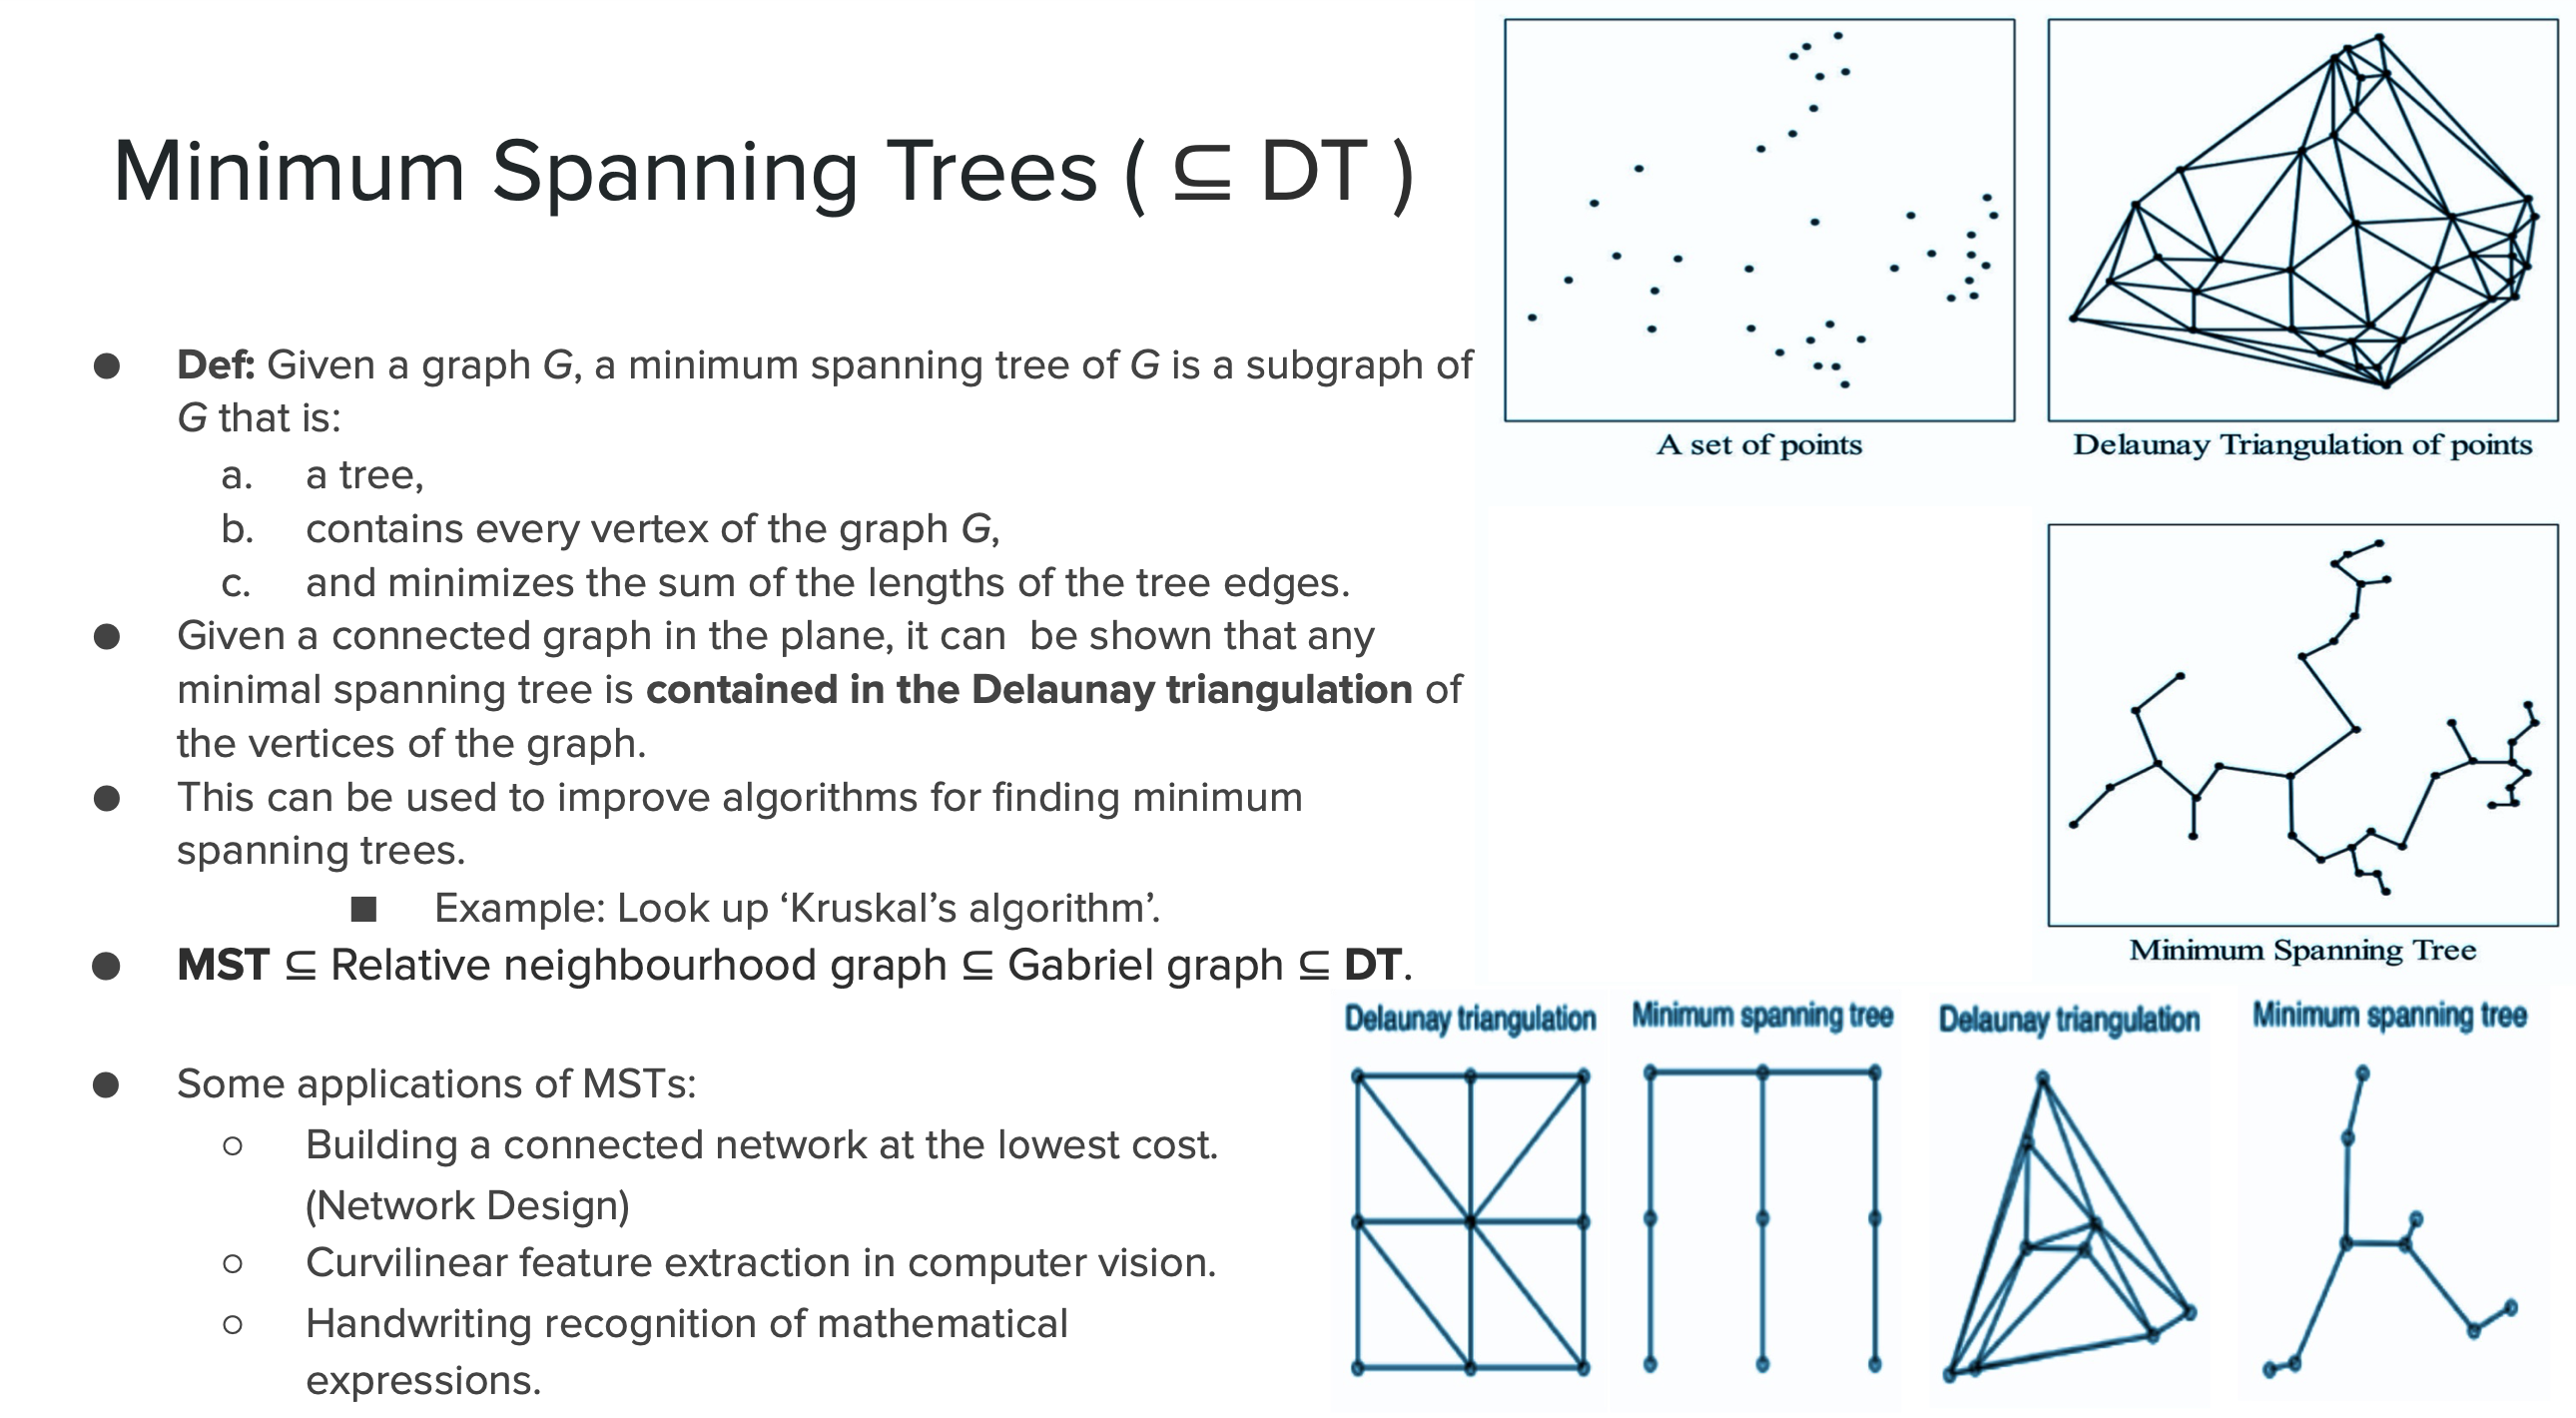 Minimum Spanning Trees ( ⊆ DT )
● Def: Given a graph G, a minimum spanning tree of G is a subgraph of
G that is:
a. a tree,
b. contains every vertex of the graph G,
c. and minimizes the sum of the lengths of the tree edges.
● Given a connected graph in the plane, it can  be shown that any
minimal spanning tree is contained in the Delaunay triangulation of
the vertices of the graph.
● This can be used to improve algorithms for finding minimum
spanning trees.
■ Example: Look up ‘Kruskal’s algorithm’.
● MST ⊆ Relative neighbourhood graph ⊆ Gabriel graph ⊆ DT.
● Some applications of MSTs:
○ Building a connected network at the lowest cost.
(Network Design)
○ Curvilinear feature extraction in computer vision.
○ Handwriting recognition of mathematical
expressions.
A set of points
Delaunay Triangulation of points
Minimum Spanning Tree
Delaunay triangulation
Minimum spanning tree
Delaunay triangulation
Minimum spanning tree